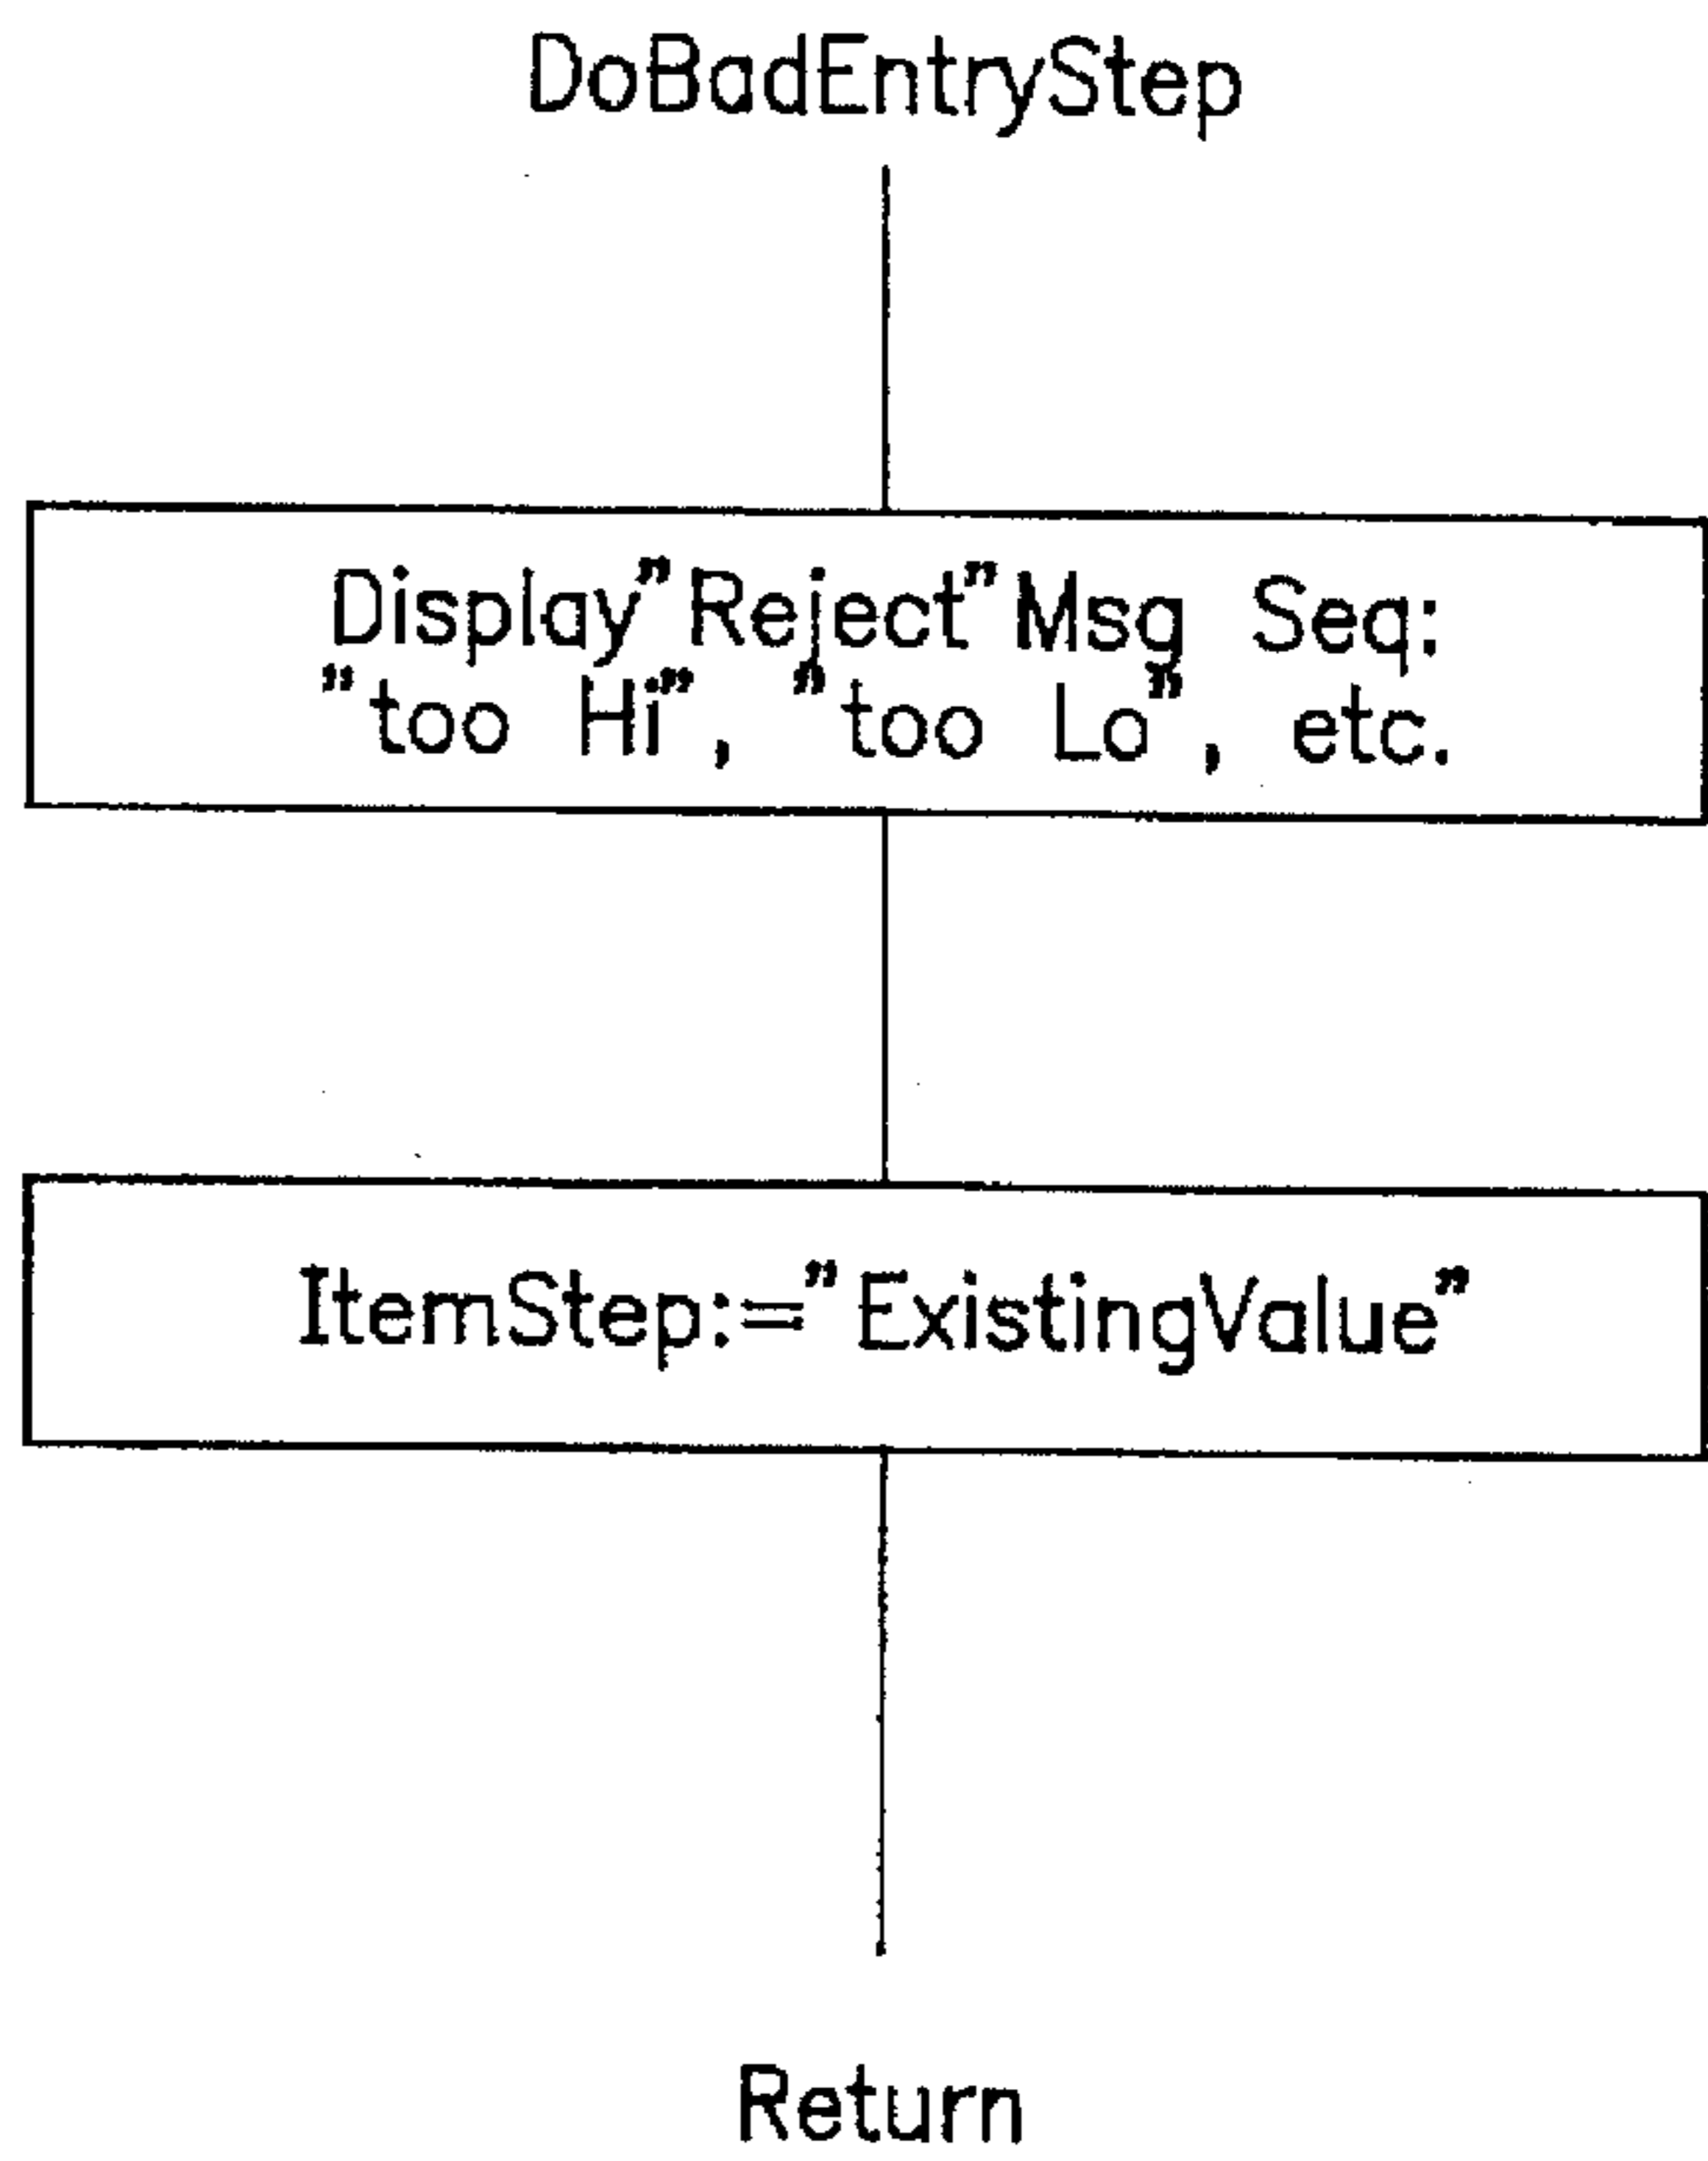 DoBadEntryStep
Display"Reject"Msg Seq:
"too Hi", "too Lo", etc.
ItemStep:="ExistingValue"
Return